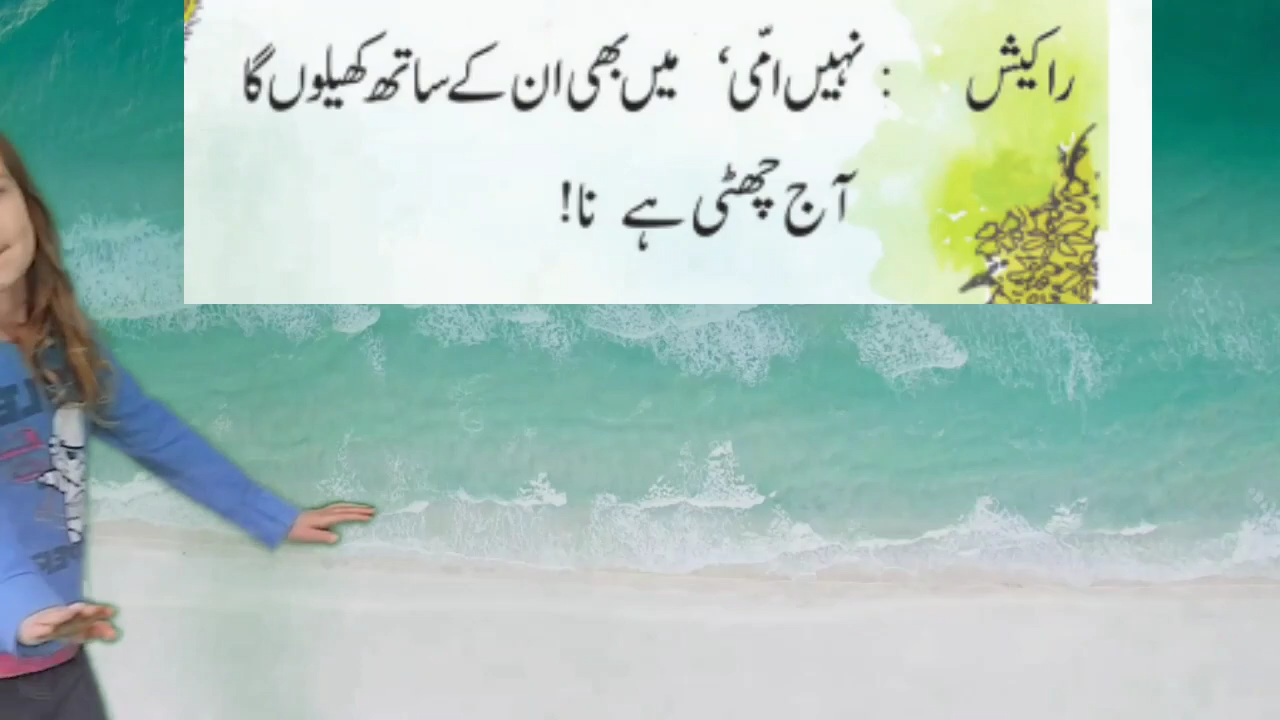 راکیش : نہیں امّی، میں بھی ان کے ساتھ کھیلوں گا
آج چھٹی ہے نا!